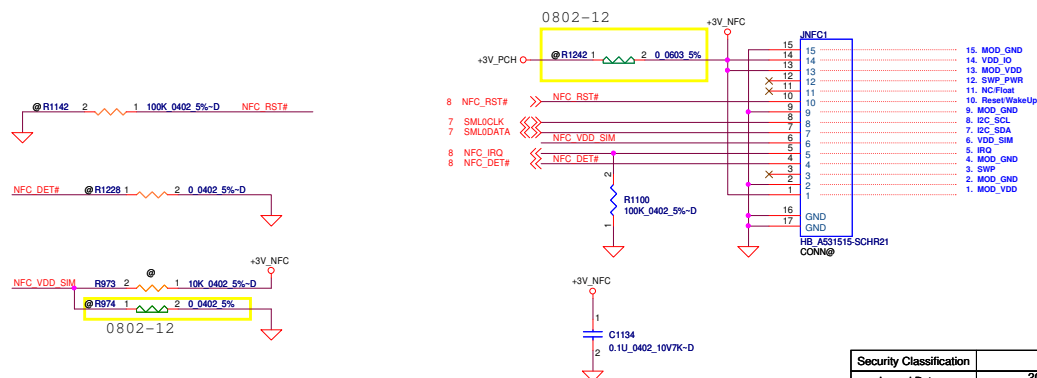 0802-12
+3V_NFC
JNFC1
+3V_PCH
@ R1242 1 2 0_0603_5%
15 15 15. MOD_GND
14 14 14. VDD_IO
13 13 13. MOD_VDD
12 12 12. SWP_PWR
11 11 11. NC/Float
8 NFC_RST# NFC_RST# 10 10 10. Reset/WakeUp
9 9 9. MOD_GND
7 SML0CLK 8 8 8. I2C_SCL
7 SML0DATA 7 7 7. I2C_SDA
NFC_VDD_SIM 6 6 6. VDD_SIM
8 NFC_IRQ 5 5 5. IRQ
8 NFC_DET# NFC_DET# 4 4 4. MOD_GND
3 3 3. SWP
2 2 2. MOD_GND
1 1 1. MOD_VDD
16 GND
17 GND
HB_A531515-SCHR21
CONN@
2
R1100
100K_0402_5%~D
1
@ R1142 2 1 100K_0402_5%~D NFC_RST#
NFC_DET# @ R1228 1 2 0_0402_5%~D
+3V_NFC
@
NFC_VDD_SIM R973 2 1 10K_0402_5%~D
@ R974 1 2 0_0402_5%
0802-12
+3V_NFC
1
C1134
0.1U_0402_10V7K~D
2
Security Classification